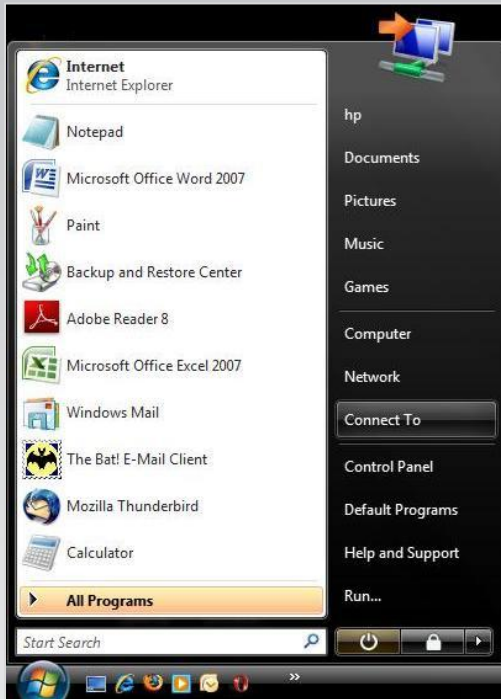 Internet
Internet Explorer
Notepad
Microsoft Office Word 2007
Paint
Backup and Restore Center
Adobe Reader 8
Microsoft Office Excel 2007
Windows Mail
The Bat! E-Mail Client
Mozilla Thunderbird
Calculator
All Programs
Start Search
hp
Documents
Pictures
Music
Games
Computer
Network
Connect To
Control Panel
Default Programs
Help and Support
Run...
»